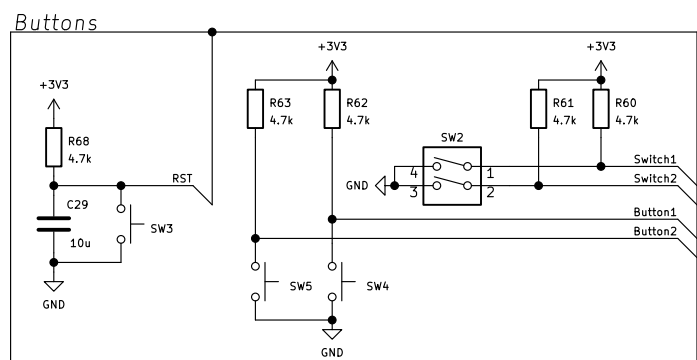 Buttons
+3V3
R68
4.7k
RST
C29
10u
SW3
GND
+3V3
R63
4.7k
R62
4.7k
SW5
SW4
GND
+3V3
R61
4.7k
R60
4.7k
SW2
GND
4
1
3
2
Switch1
Switch2
Button1
Button2